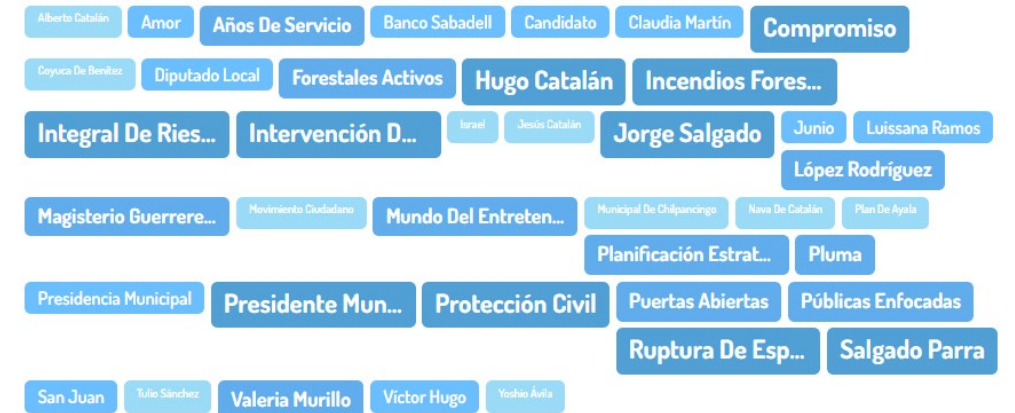 Alberto Catalán Amor Años De Servicio Banco Sabadell Candidato Claudia Martín Compromiso
Coyuca De Benítez Diputado Local Forestales Activos Hugo Catalán Incendios Fores...
Integral De Ries... Intervención D... Israel Jesús Catalán Jorge Salgado Junio Luissana Ramos
López Rodríguez
Magisterio Guerrere... Movimiento Ciudadano Mundo Del Entreten... Municipal De Chilpancingo Nava De Catalán Plan De Ayala
Planificación Estrat... Pluma
Presidencia Municipal Presidente Mun... Protección Civil Puertas Abiertas Públicas Enfocadas
Ruptura De Esp... Salgado Parra
San Juan Tulio Sánchez Valeria Murillo Víctor Hugo Yoshio Ávila